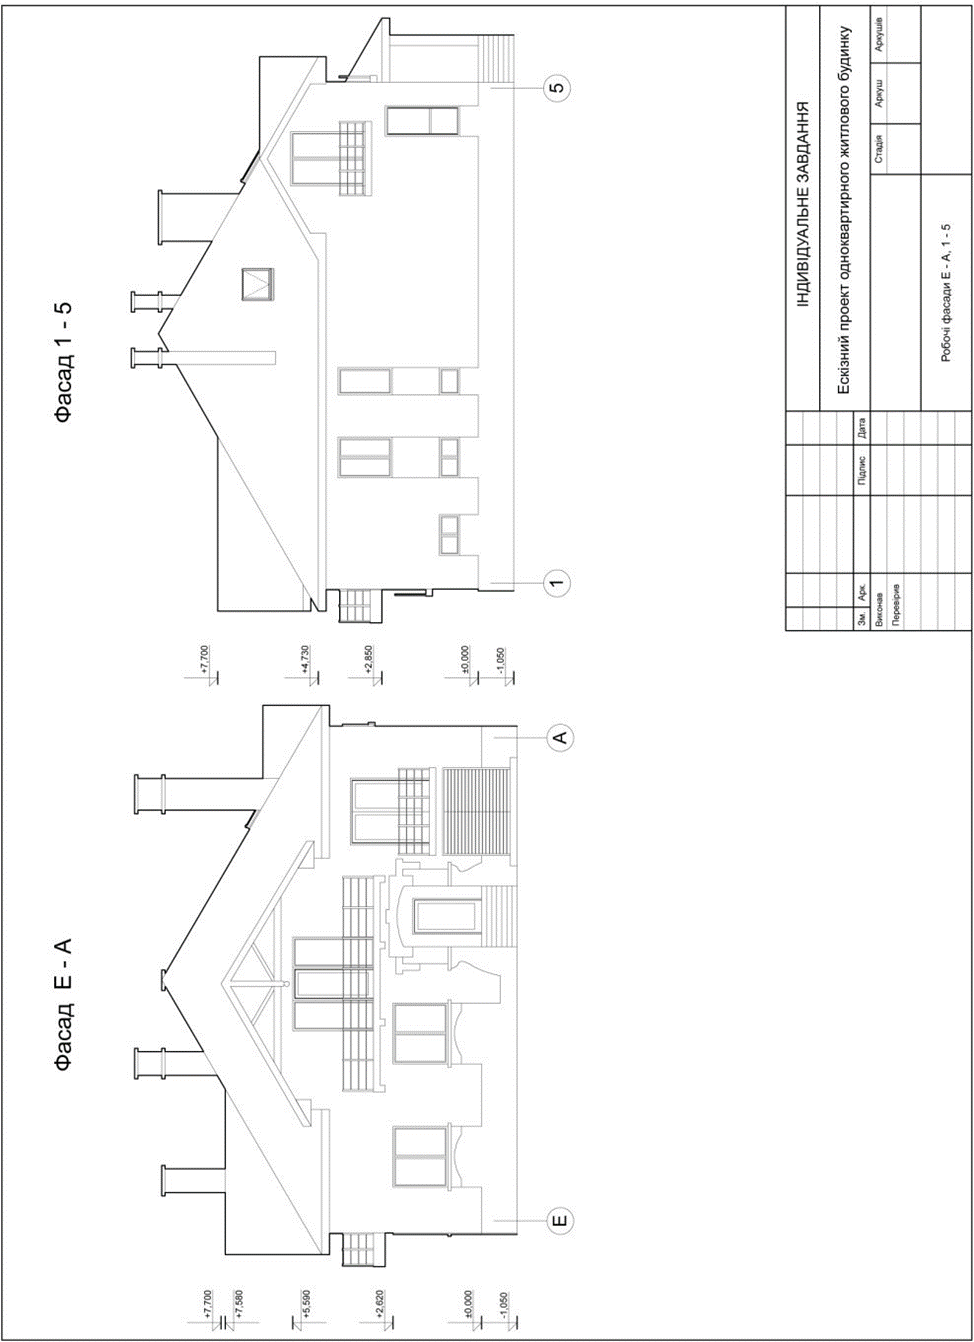 Фасад Е - А
+7,700
+7,580
+5,590
+2,620
±0,000
-1,050
Е
А
Фасад 1 - 5
+7,700
+4,730
+2,850
±0,000
-1,050
1
5
ІНДИВІДУАЛЬНЕ ЗАВДАННЯ
Ескізний проект одноквартирного житлового будинку
Зм. Арк. Підпис Дата
Виконав
Перевірив
Стадія Аркуш Аркушів
Робочі фасади Е - А, 1 - 5